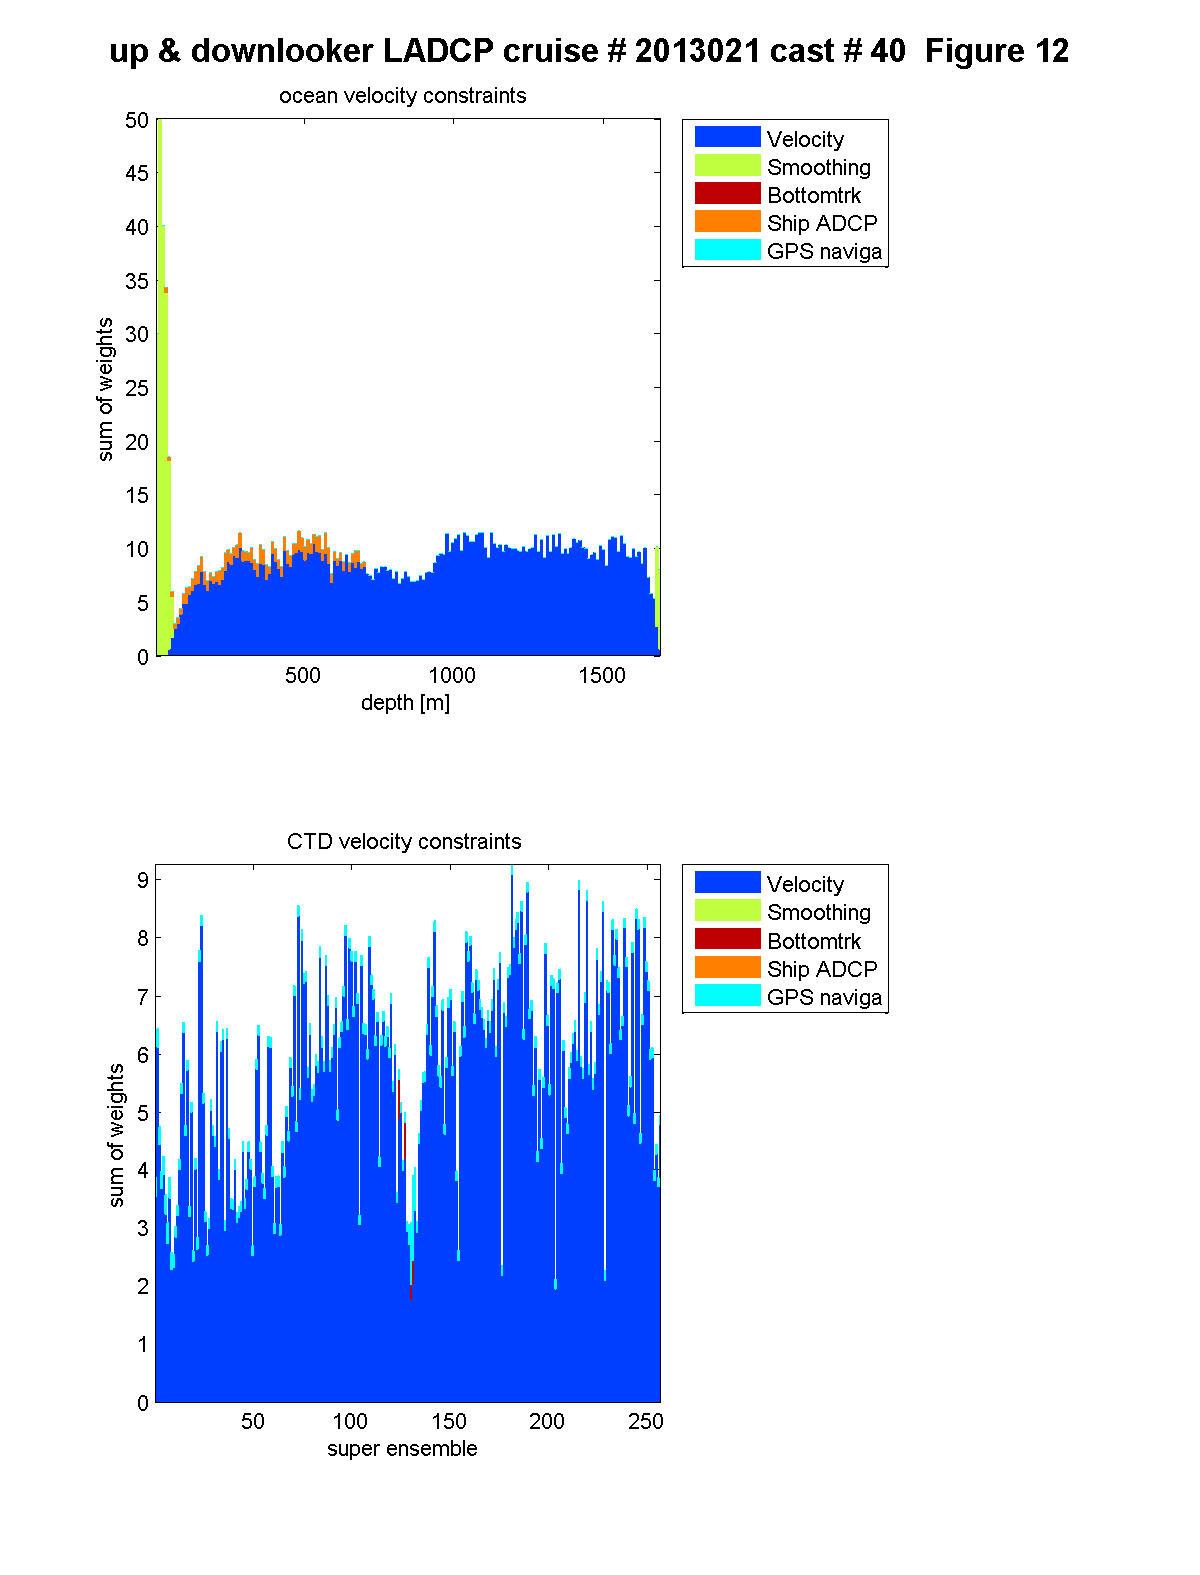 up & downlooker LADCP cruise # 2013021 cast # 40  Figure 12
ocean velocity constraints
50
45
40
35
30
25
20
15
10
5
0
sum of weights
500 1000 1500
depth [m]
Velocity
Smoothing
Bottomtrk
Ship ADCP
GPS naviga
CTD velocity constraints
9
8
7
6
5
4
3
2
1
0
sum of weights
50 100 150 200 250
super ensemble
Velocity
Smoothing
Bottomtrk
Ship ADCP
GPS naviga